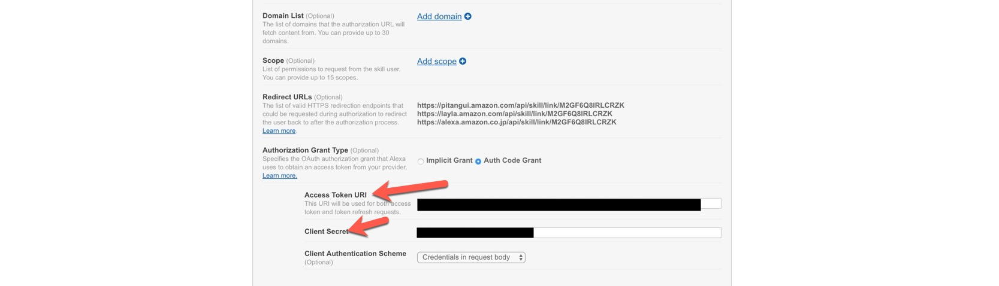 Domain List (Optional)
The list of domains that the authorization URL will
fetch content from. You can provide up to 30
domains.
Add domain
Scope (Optional)
List of permissions to request from the skill user.
You can provide up to 15 scopes.
Add scope
Redirect URLs (Optional)
The list of valid HTTPS redirection endpoints that
could be requested during authorization to redirect
the user back to after the authorization process.
Learn more.
https://pitangui.amazon.com/api/skill/link/M2GF6Q8IRLCRZK
https://layla.amazon.com/api/skill/link/M2GF6Q8IRLCRZK
https://alexa.amazon.co.jp/api/skill/link/M2GF6Q8IRLCRZK
Authorization Grant Type (Optional)
Specifies the OAuth authorization grant that Alexa
uses to obtain an access token from your provider.
Learn more.
Implicit Grant Auth Code Grant
Access Token URI
This URI will be used for both access
token and token refresh requests.
Client Secret
Client Authentication Scheme
(Optional)
Credentials in request body